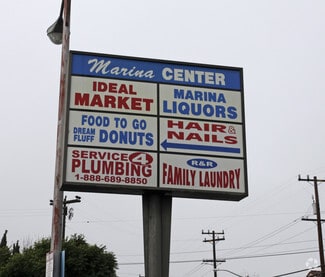 Marina CENTER
IDEAL
MARKET
MARINA
LIQUORS
FOOD TO GO
DREAM
FLUFF DONUTS
HAIR &
NAILS
SERVICE 4
PLUMBING
1-888-689-8850
R&R
FAMILY LAUNDRY